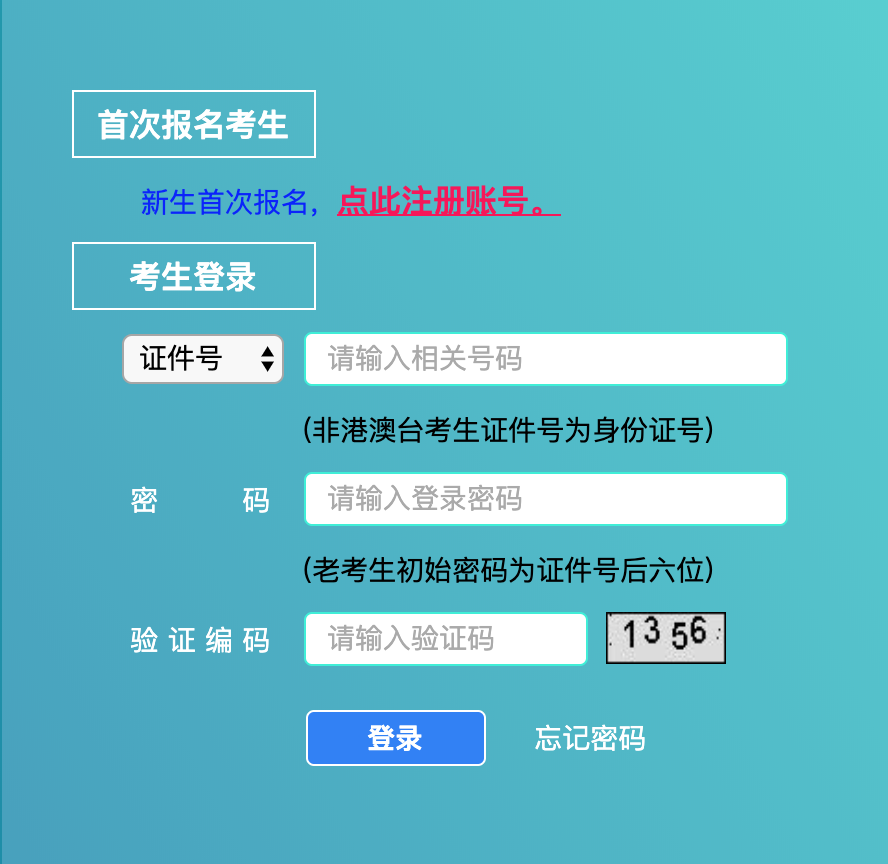 首次报名考生
新生首次报名，点此注册账号。
考生登录
证件号 请输入相关号码
(非港澳台考生证件号为身份证号)
密 码 请输入登录密码
(老考生初始密码为证件号后六位)
验证编码 请输入验证码 1356
登录 忘记密码